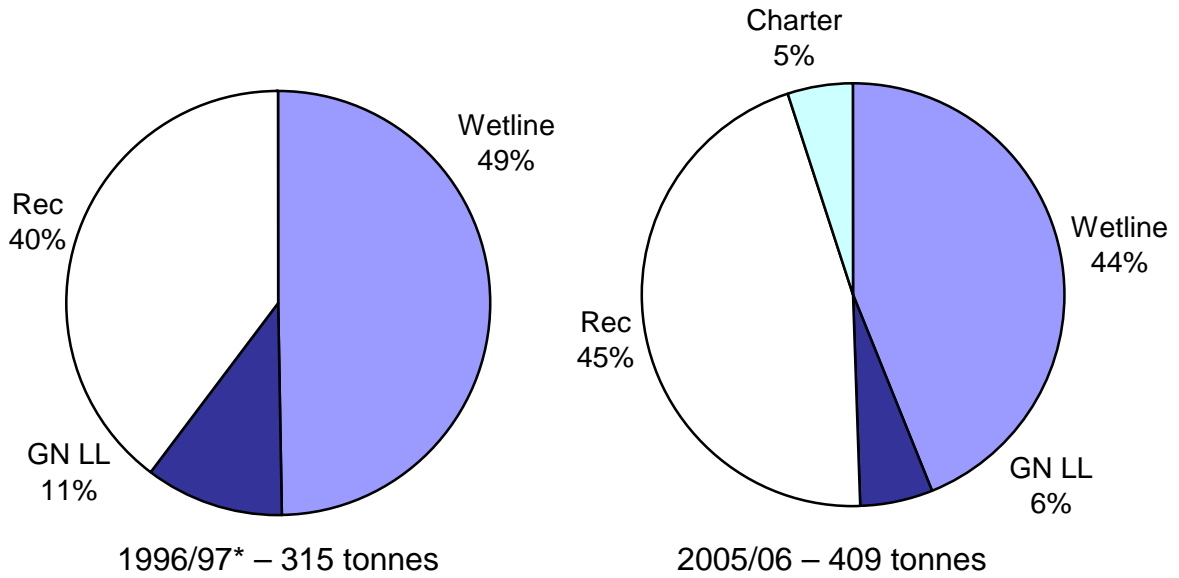 Wetline
49%
Rec
40%
GN LL
11%
1996/97* – 315 tonnes
Charter
5%
Wetline
44%
Rec
45%
GN LL
6%
2005/06 – 409 tonnes